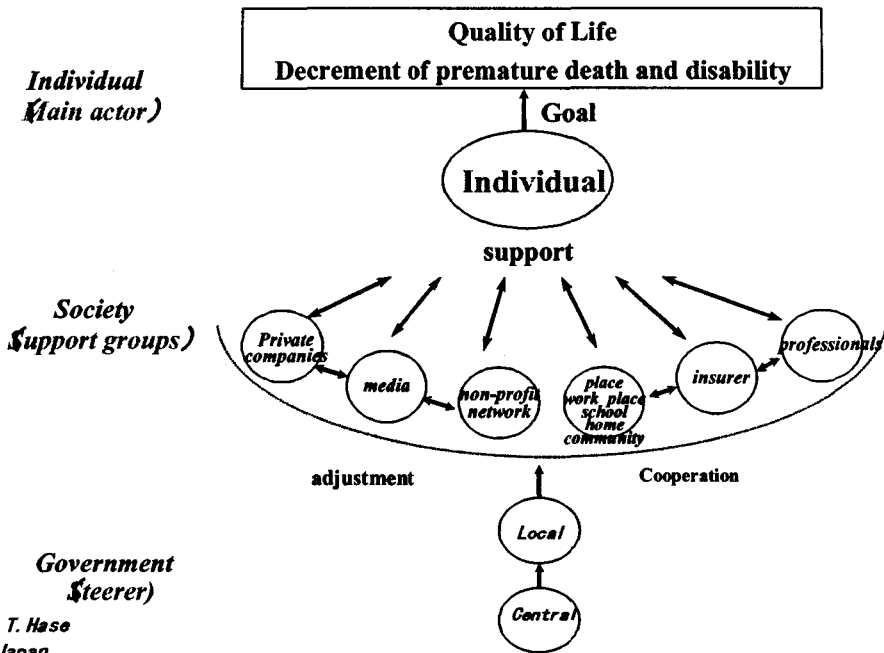 Quality of Life
Decrement of premature death and disability
Individual
(Main actor)
Goal
Individual
support
Society
(Support groups)
Private
companies
media
non-profit
network
place
work place
school
home
community
insurer
professionals
adjustment
Cooperation
Local
Government
(Steerer)
Central
T. Hase
Japan